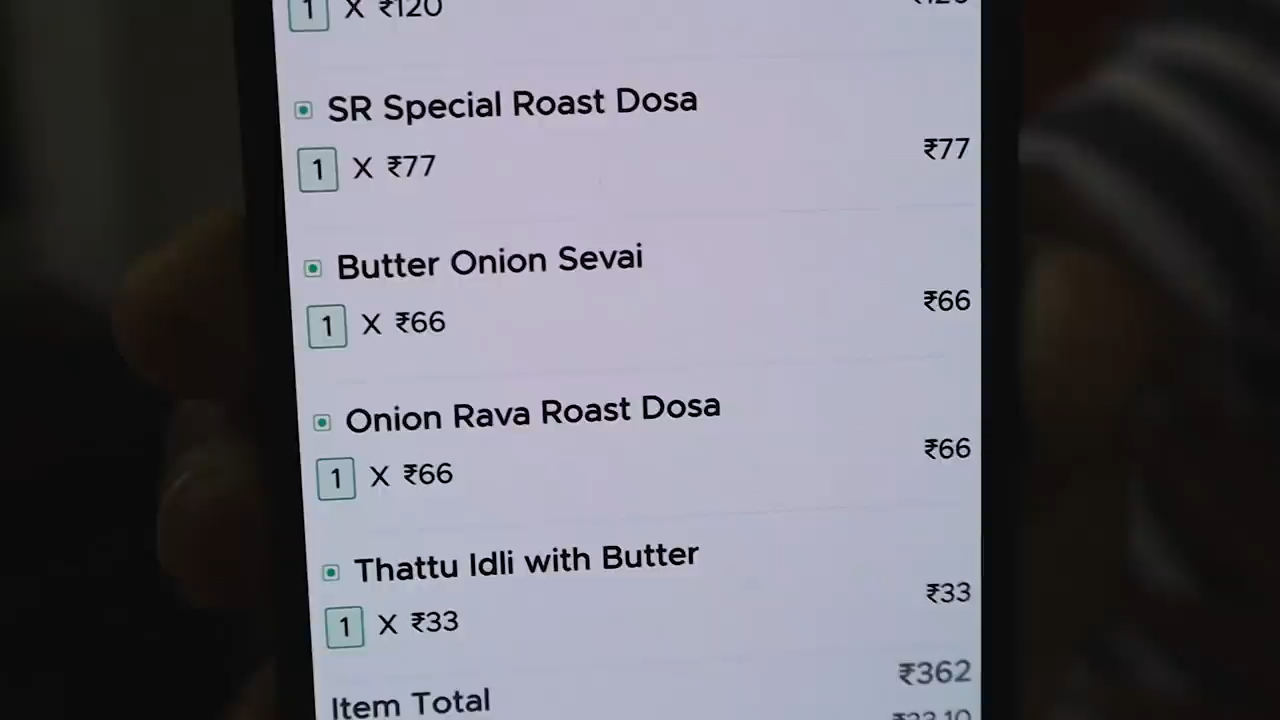 1 X ₹120 ₹120
SR Special Roast Dosa
1 X ₹77 ₹77
Butter Onion Sevai
1 X ₹66 ₹66
Onion Rava Roast Dosa
1 X ₹66 ₹66
Thattu Idli with Butter
1 X ₹33 ₹33
Item Total ₹362